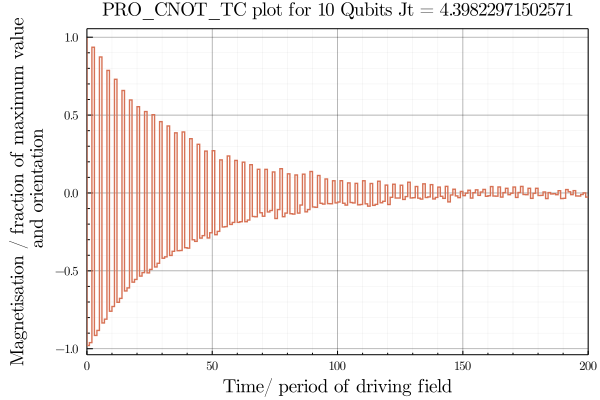 PRO_CNOT_TC plot for 10 Qubits Jt = 4.39822971502571
Magnetisation / fraction of maximum value
and orientation
1.0
0.5
0.0
−0.5
−1.0
0
50
100
150
200
Time/ period of driving field